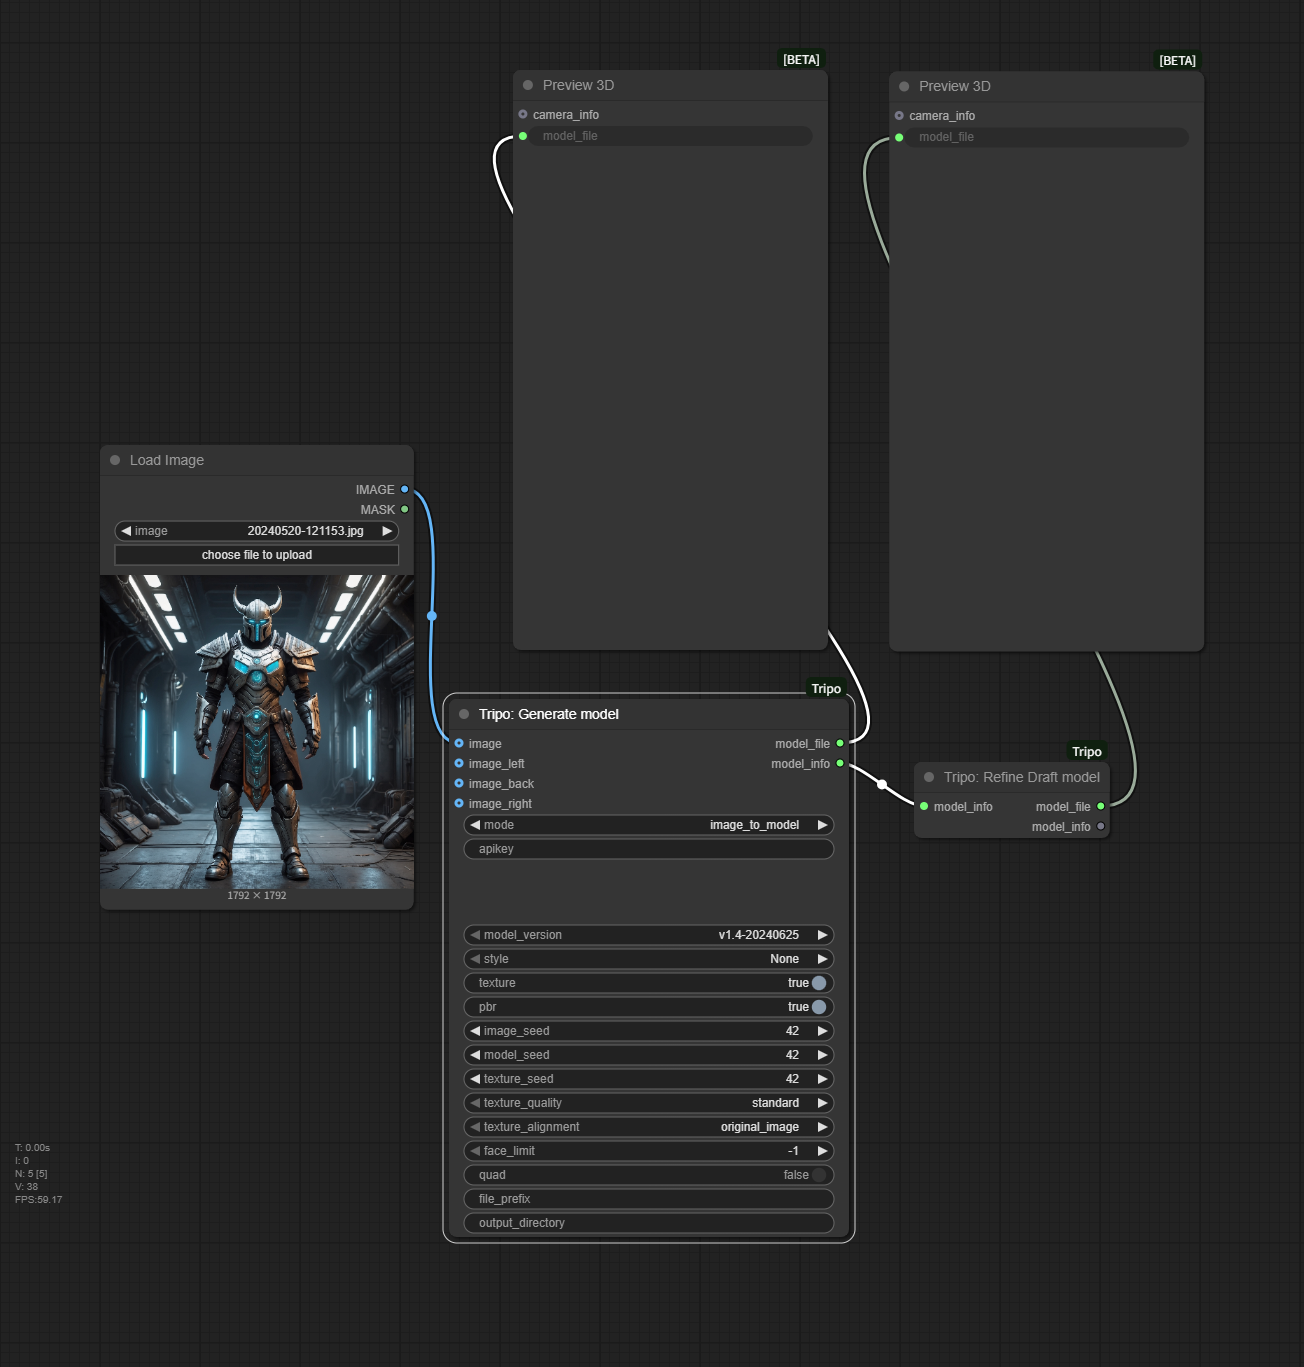 [BETA]
Preview 3D
camera_info
model_file
[BETA]
Preview 3D
camera_info
model_file
Load Image
IMAGE
MASK
image 20240520-121153.jpg
choose file to upload
1792 × 1792
Tripo
Tripo: Generate model
image model_file
image_left model_info
image_back
image_right
mode image_to_model
apikey
model_version v1.4-20240625
style None
texture true
pbr true
image_seed 42
model_seed 42
texture_seed 42
texture_quality standard
texture_alignment original_image
face_limit -1
quad false
file_prefix
output_directory
Tripo
Tripo: Refine Draft model
model_info model_file
model_info
T: 0.00s
I: 0
N: 5 [5]
V: 38
FPS:59.17